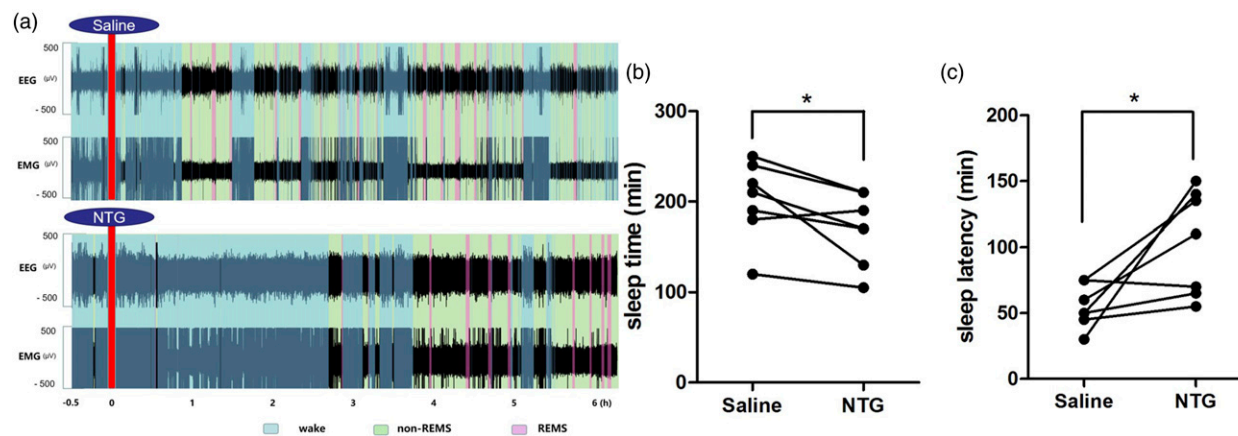 (a)
Saline
500
EEG (μV)
- 500
500
EMG (μV)
- 500
NTG
500
EEG (μV)
- 500
500
EMG (μV)
- 500
-0.5 0 1 2 3 4 5 6 (h)
wake non-REMS REMS
(b)
*
sleep time (min)
300
200
100
0
Saline NTG
(c)
*
sleep latency (min)
200
150
100
50
0
Saline NTG